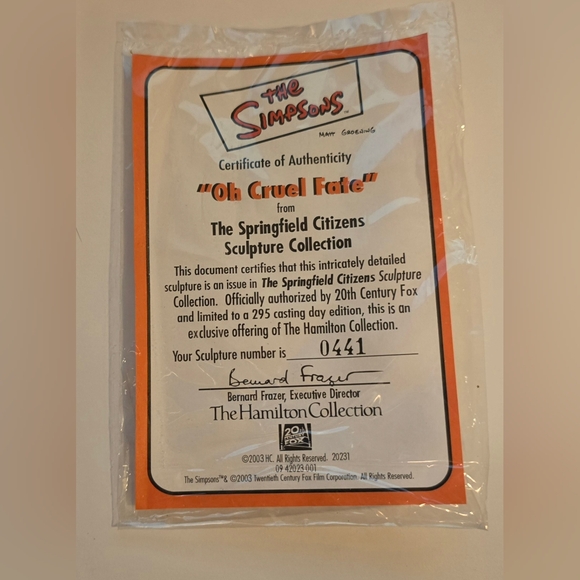 THE
SIMPSONS™
MATT GROENING
Certificate of Authenticity
"Oh Cruel Fate"
from
The Springfield Citizens
Sculpture Collection
This document certifies that this intricately detailed
sculpture is an issue in The Springfield Citizens Sculpture
Collection. Officially authorized by 20th Century Fox
and limited to a 295 casting day edition, this is an
exclusive offering of The Hamilton Collection.
Your Sculpture number is 0441
Bernard Frazer
Bernard Frazer, Executive Director
The Hamilton Collection
20th
CENTURY
FOX
©2003 HC. All Rights Reserved. 20231
09 42023 001
The Simpsons™& ©2003 Twentieth Century Fox Film Corporation. All Rights Reserved.